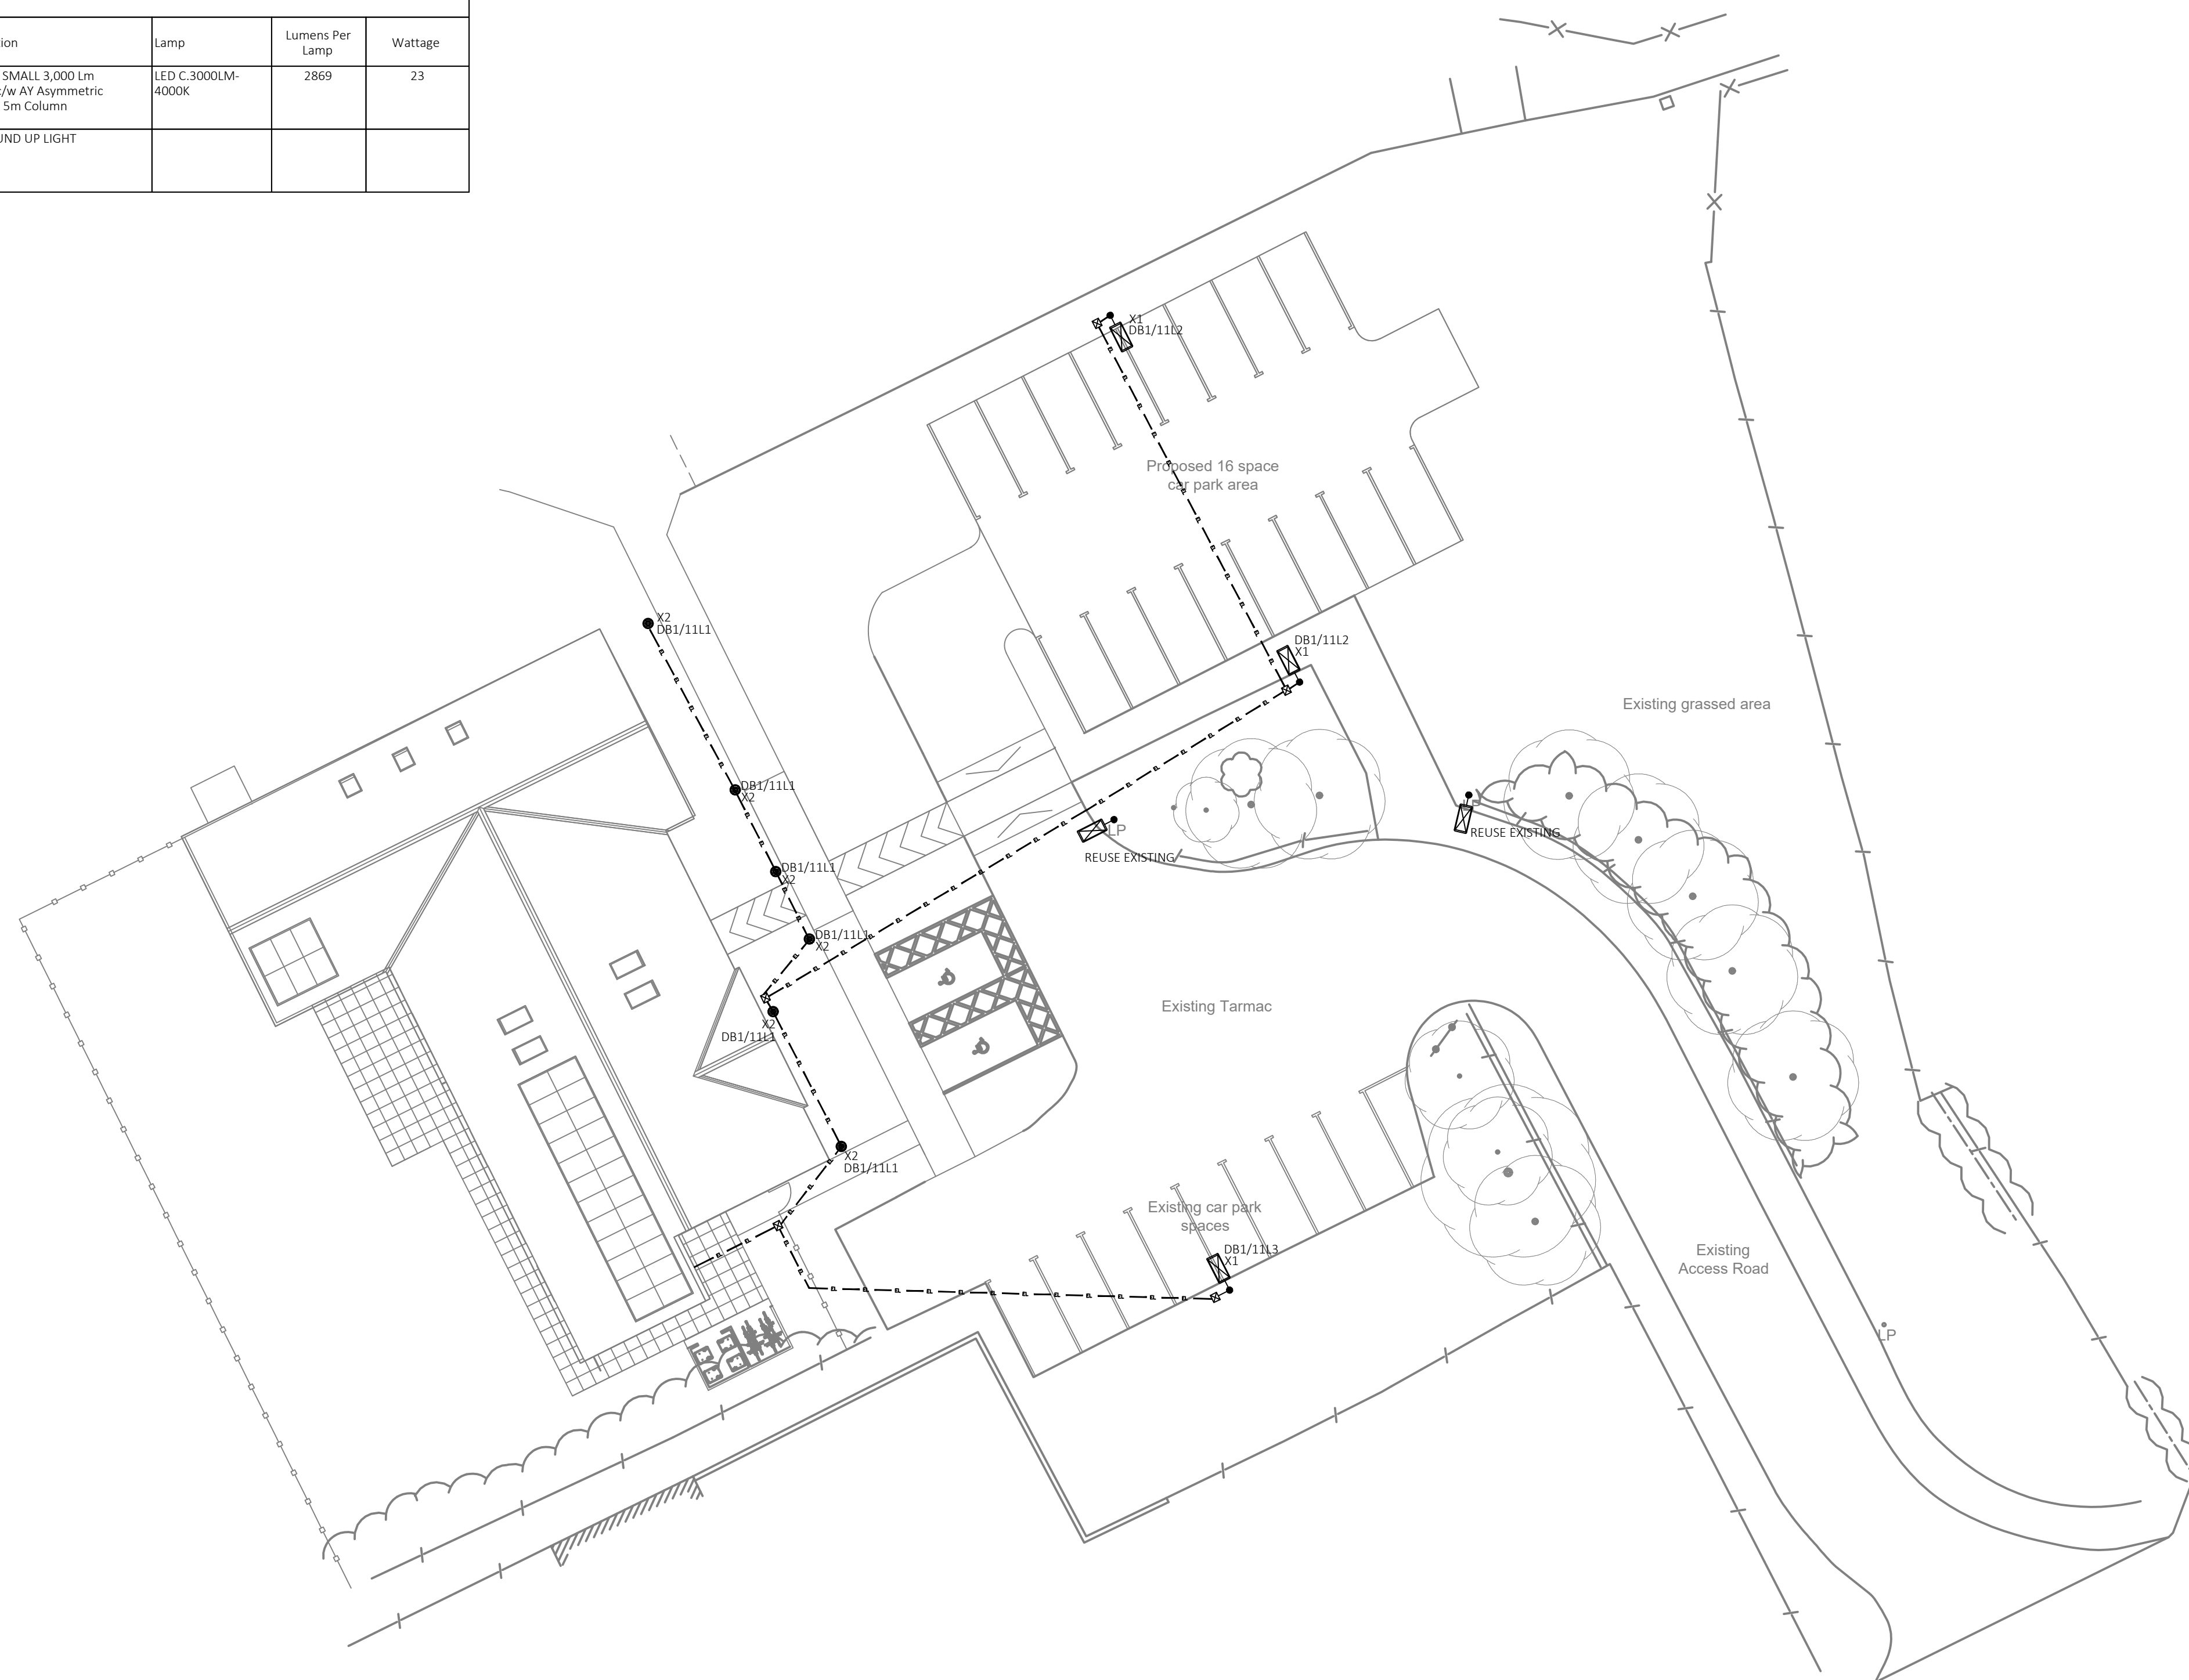 ion
Lamp
Lumens Per
Lamp
Wattage
SMALL 3,000 Lm
c/w AY Asymmetric
5m Column
LED C.3000LM-
4000K
2869
23
UND UP LIGHT
X1
DB1/11L2
Proposed 16 space
car park area
X2
DB1/11L1
DB1/11L2
X1
Existing grassed area
DB1/11L1
X2
LP
REUSE EXISTING
LP
REUSE EXISTING
DB1/11L1
X2
DB1/11L1
X2
Existing Tarmac
X2
DB1/11L1
X2
DB1/11L1
Existing car park
spaces
DB1/11L3
X1
Existing
Access Road
LP